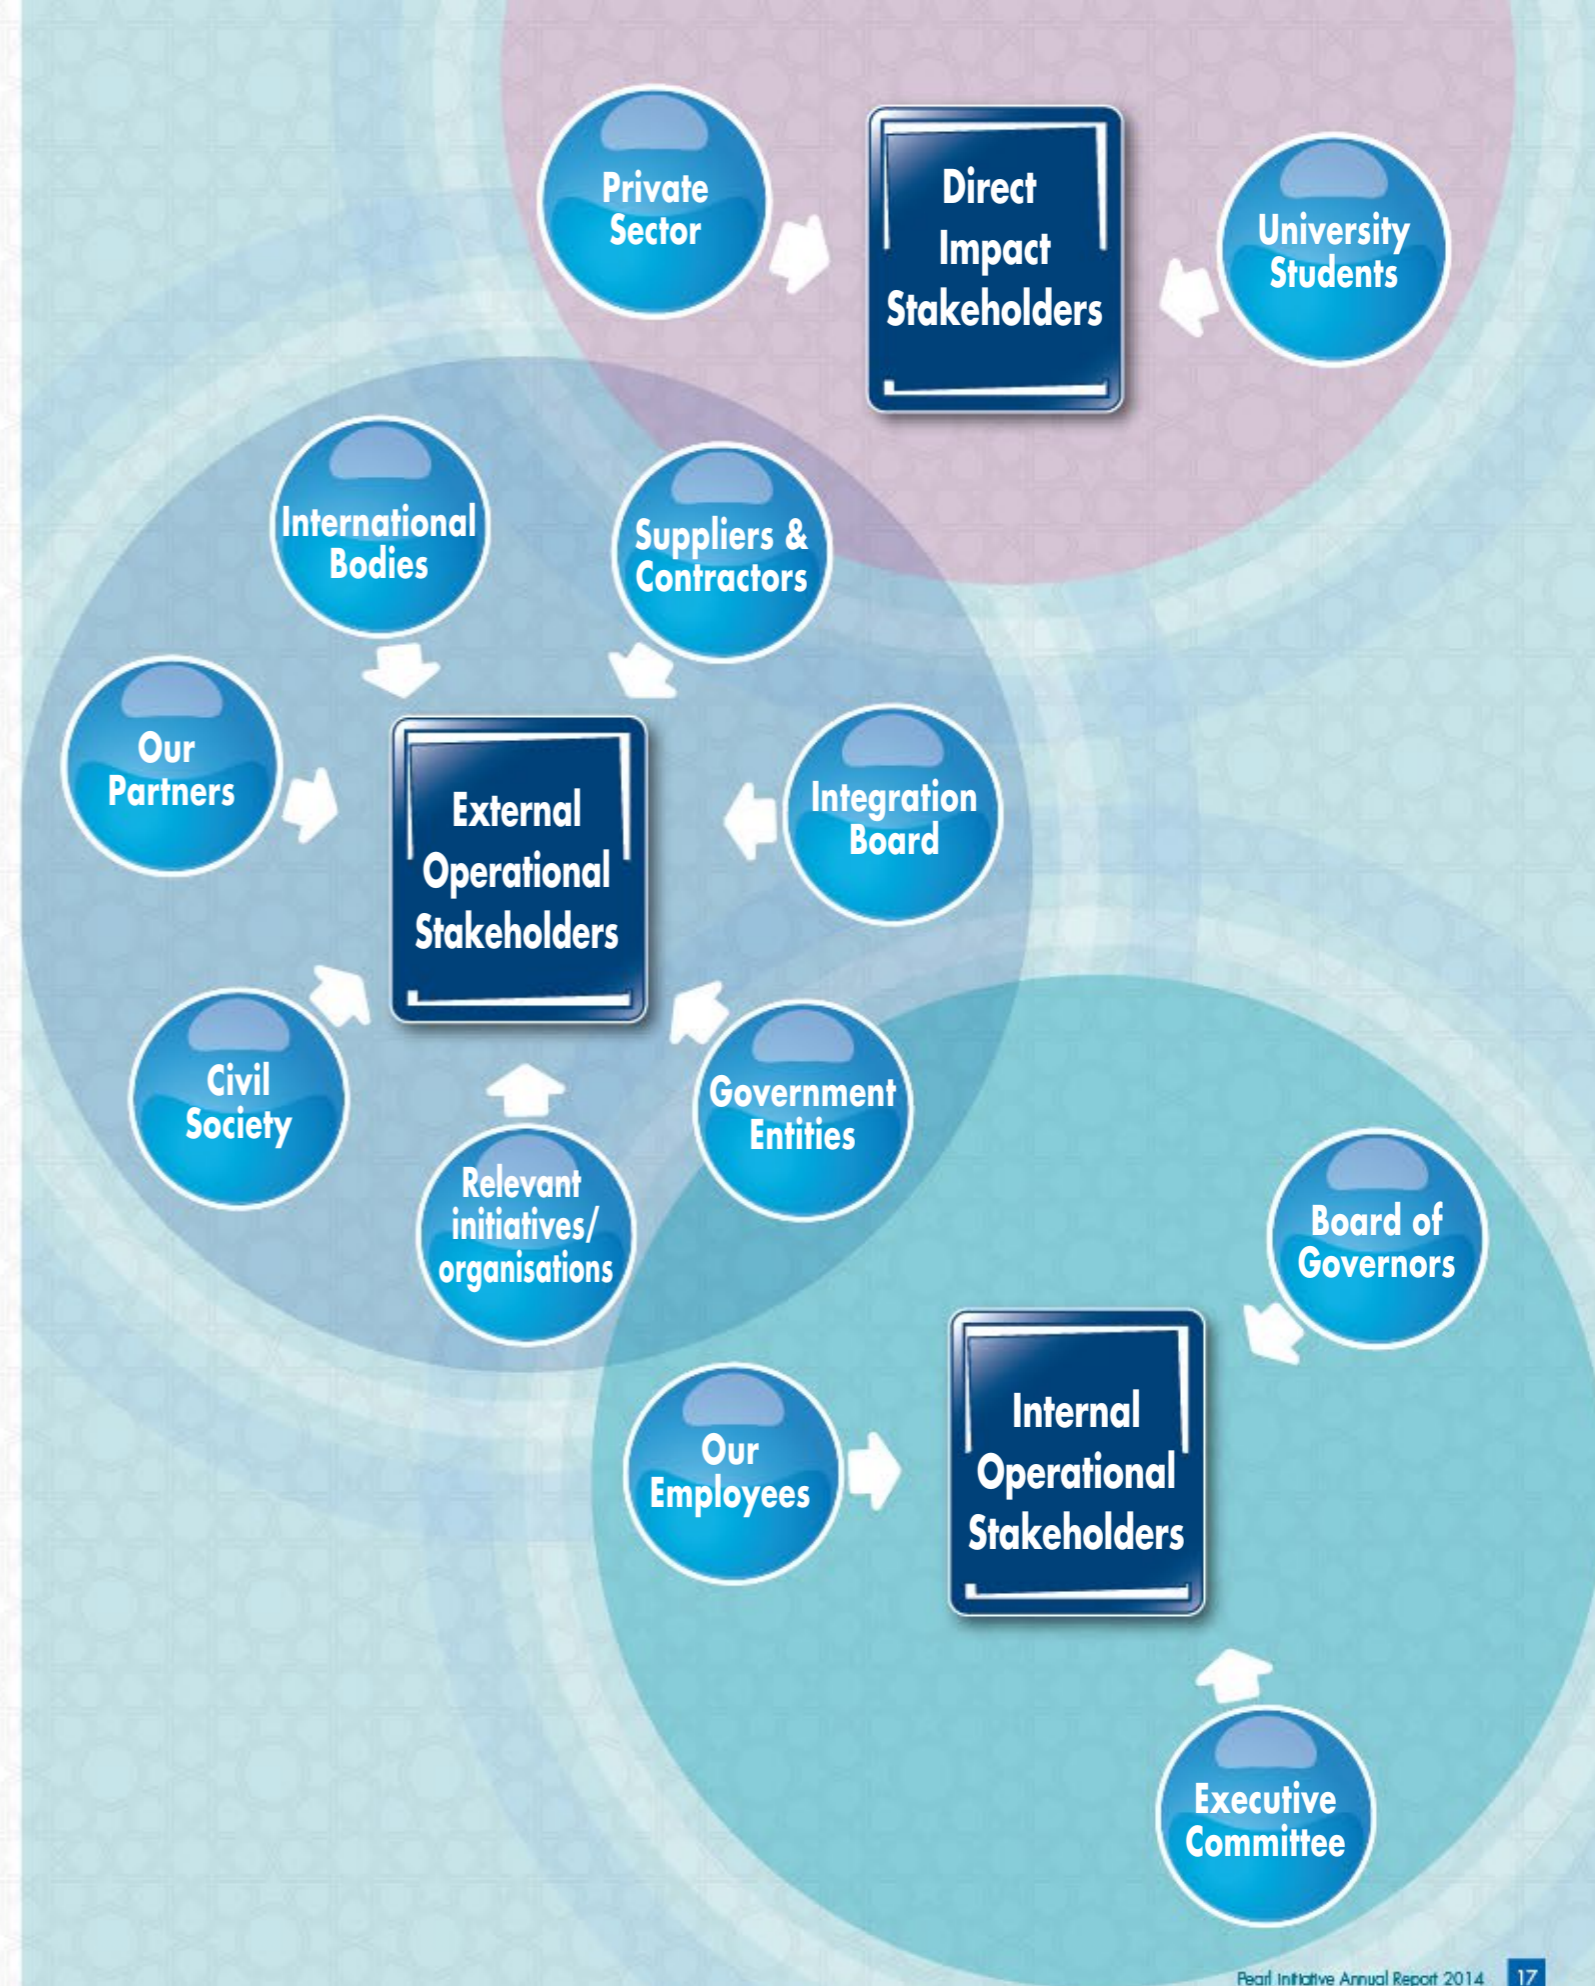 Private
Sector
Direct
Impact
Stakeholders
University
Students
International
Bodies
Suppliers &
Contractors
Our
Partners
External
Operational
Stakeholders
Integration
Board
Civil
Society
Relevant
initiatives/
organisations
Government
Entities
Board of
Governors
Our
Employees
Internal
Operational
Stakeholders
Executive
Committee
Pearl Initiative Annual Report 2014 17